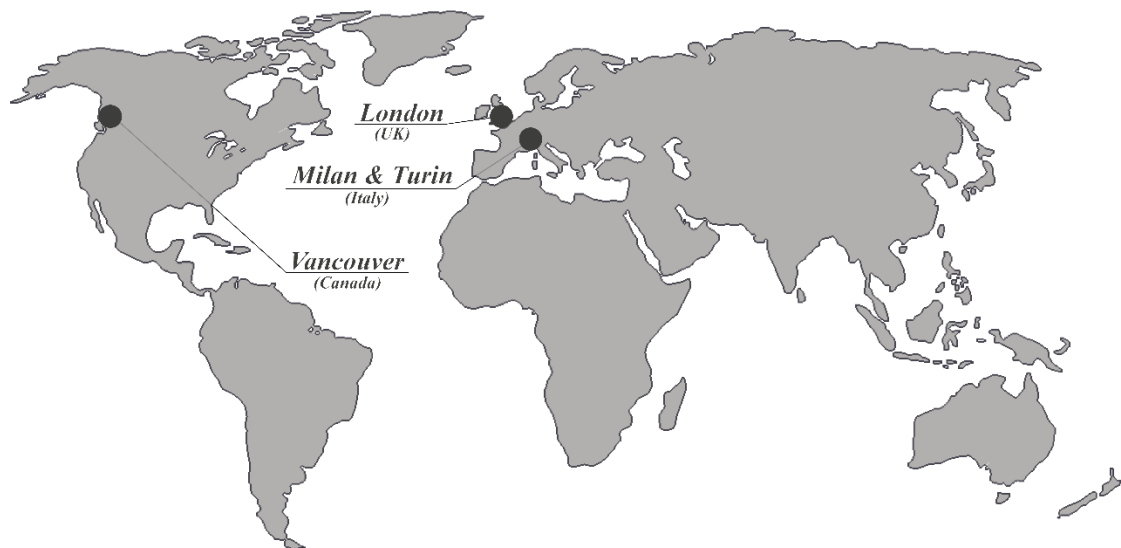 London
(UK)
Milan & Turin
(Italy)
Vancouver
(Canada)